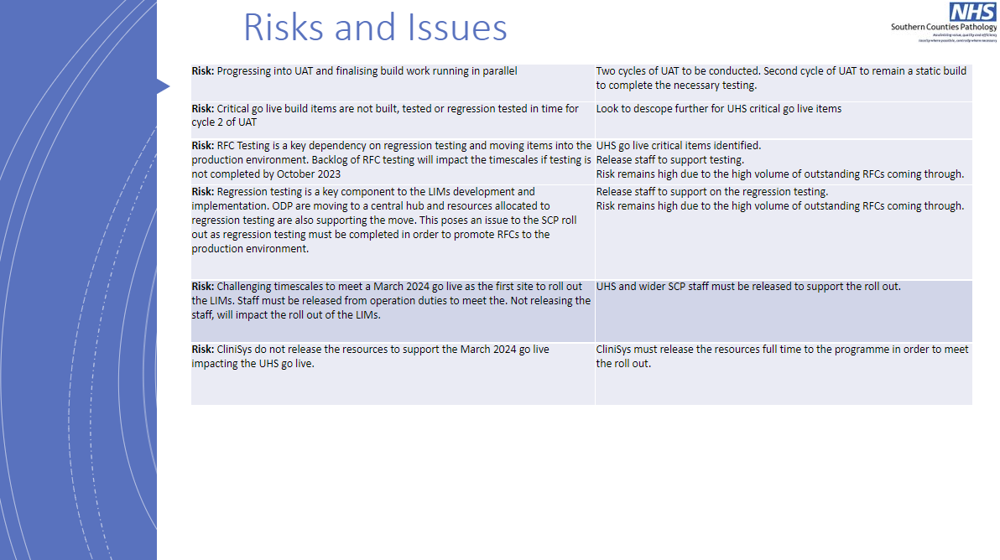 Risks and Issues
NHS
Southern Counties Pathology
Maximising value, quality and efficiency
locally where possible, centrally where necessary
Risk: Progressing into UAT and finalising build work running in parallel
Two cycles of UAT to be conducted. Second cycle of UAT to remain a static build
to complete the necessary testing.
Risk: Critical go live build items are not built, tested or regression tested in time for
cycle 2 of UAT
Look to descope further for UHS critical go live items
Risk: RFC Testing is a key dependency on regression testing and moving items into the
production environment. Backlog of RFC testing will impact the timescales if testing is
not completed by October 2023
UHS go live critical items identified.
Release staff to support testing.
Risk remains high due to the high volume of outstanding RFCs coming through.
Risk: Regression testing is a key component to the LIMs development and
implementation. ODP are moving to a central hub and resources allocated to
regression testing are also supporting the move. This poses an issue to the SCP roll
out as regression testing must be completed in order to promote RFCs to the
production environment.
Release staff to support on the regression testing.
Risk remains high due to the high volume of outstanding RFCs coming through.
Risk: Challenging timescales to meet a March 2024 go live as the first site to roll out
the LIMs. Staff must be released from operation duties to meet the. Not releasing the
staff, will impact the roll out of the LIMs.
UHS and wider SCP staff must be released to support the roll out.
Risk: CliniSys do not release the resources to support the March 2024 go live
impacting the UHS go live.
CliniSys must release the resources full time to the programme in order to meet
the roll out.